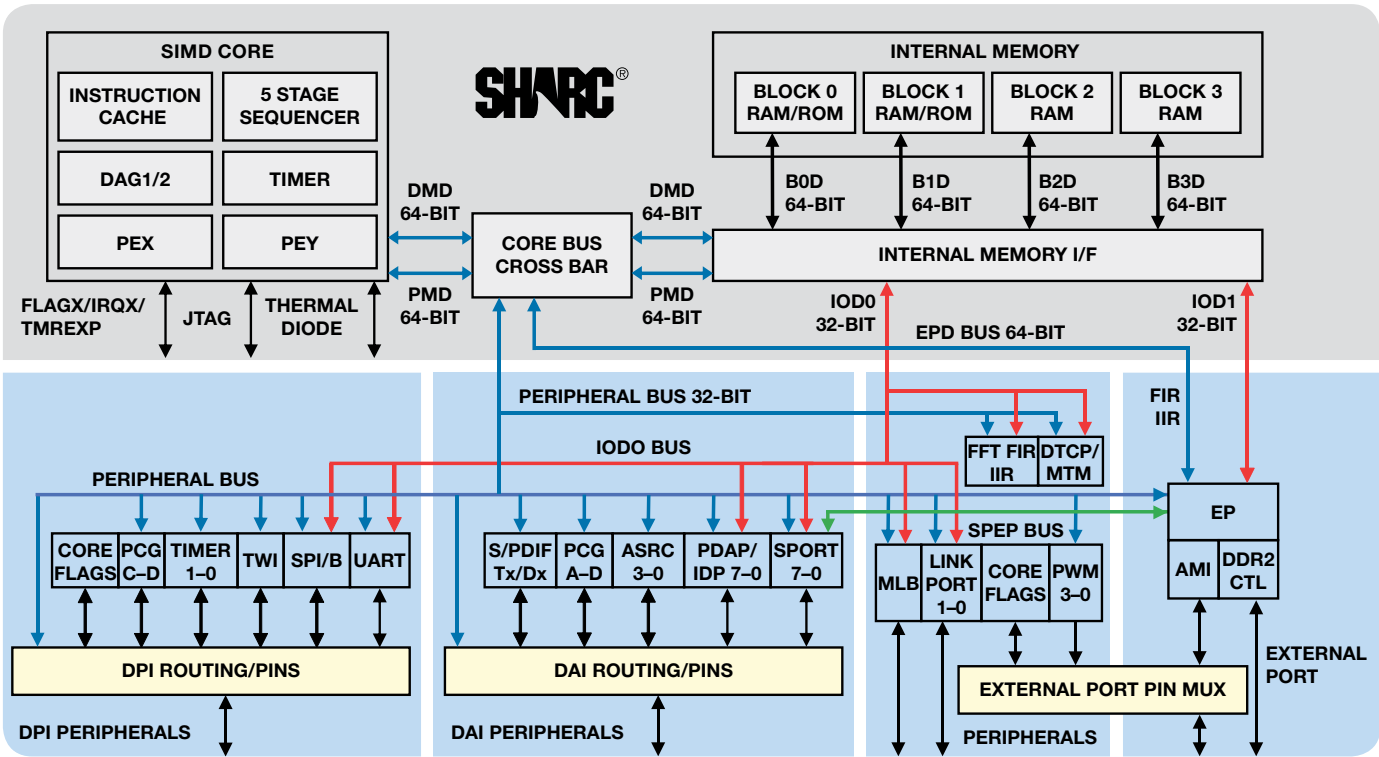 SIMD CORE
INSTRUCTION
CACHE
5 STAGE
SEQUENCER
DAG1/2
TIMER
PEX
PEY
SHARC®
INTERNAL MEMORY
BLOCK 0
RAM/ROM
BLOCK 1
RAM/ROM
BLOCK 2
RAM
BLOCK 3
RAM
B0D
64-BIT
B1D
64-BIT
B2D
64-BIT
B3D
64-BIT
DMD
64-BIT
DMD
64-BIT
CORE BUS
CROSS BAR
INTERNAL MEMORY I/F
PMD
64-BIT
PMD
64-BIT
FLAGX/IRQX/
TMREXP
JTAG
THERMAL
DIODE
IOD0
32-BIT
IOD1
32-BIT
EPD BUS 64-BIT
PERIPHERAL BUS 32-BIT
FIR
IIR
IODO BUS
FFT FIR
IIR
DTCP/
MTM
PERIPHERAL BUS
EP
SPEP BUS
CORE
FLAGS
PCG
C–D
TIMER
1–0
TWI
SPI/B
UART
S/PDIF
Tx/Dx
PCG
A–D
ASRC
3–0
PDAP/
IDP 7–0
SPORT
7–0
MLB
LINK
PORT
1–0
CORE
FLAGS
PWM
3–0
AMI
DDR2
CTL
DPI ROUTING/PINS
DAI ROUTING/PINS
EXTERNAL PORT PIN MUX
EXTERNAL
PORT
DPI PERIPHERALS
DAI PERIPHERALS
PERIPHERALS